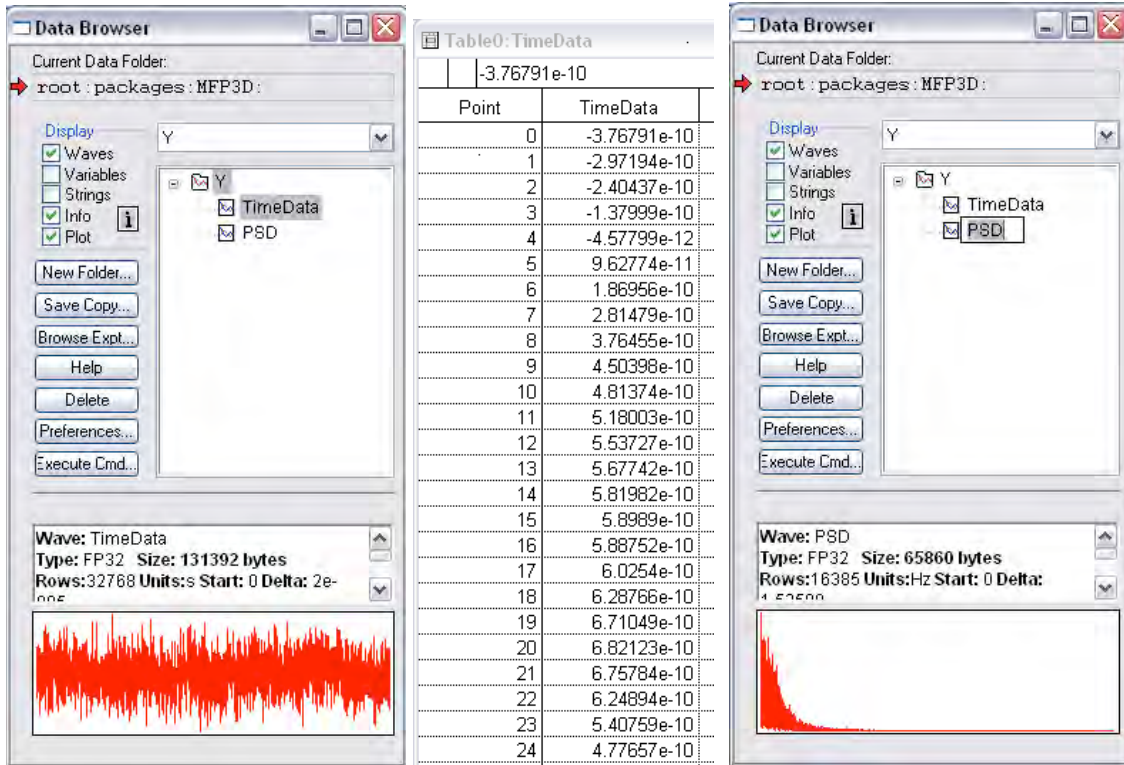 Data Browser
Current Data Folder:
root:packages:MFP3D:
Display
Waves
Variables
Strings
Info
Plot
New Folder...
Save Copy...
Browse Expt...
Help
Delete
Preferences...
Execute Cmd...
Y
Y
TimeData
PSD
Wave: TimeData
Type: FP32 Size: 131392 bytes
Rows:32768 Units:s Start: 0 Delta: 2e-
Table0:TimeData
-3.76791e-10
Point TimeData
0 -3.76791e-10
1 -2.97194e-10
2 -2.40437e-10
3 -1.37999e-10
4 -4.57799e-12
5 9.62774e-11
6 1.86956e-10
7 2.81479e-10
8 3.76455e-10
9 4.50398e-10
10 4.81374e-10
11 5.18003e-10
12 5.53727e-10
13 5.67742e-10
14 5.81982e-10
15 5.8989e-10
16 5.88752e-10
17 6.0254e-10
18 6.28766e-10
19 6.71049e-10
20 6.82123e-10
21 6.75784e-10
22 6.24894e-10
23 5.40759e-10
24 4.77657e-10
Data Browser
Current Data Folder:
root:packages:MFP3D:
Display
Waves
Variables
Strings
Info
Plot
New Folder...
Save Copy...
Browse Expt...
Help
Delete
Preferences...
Execute Cmd...
Y
Y
TimeData
PSD
Wave: PSD
Type: FP32 Size: 65860 bytes
Rows:16385 Units:Hz Start: 0 Delta: